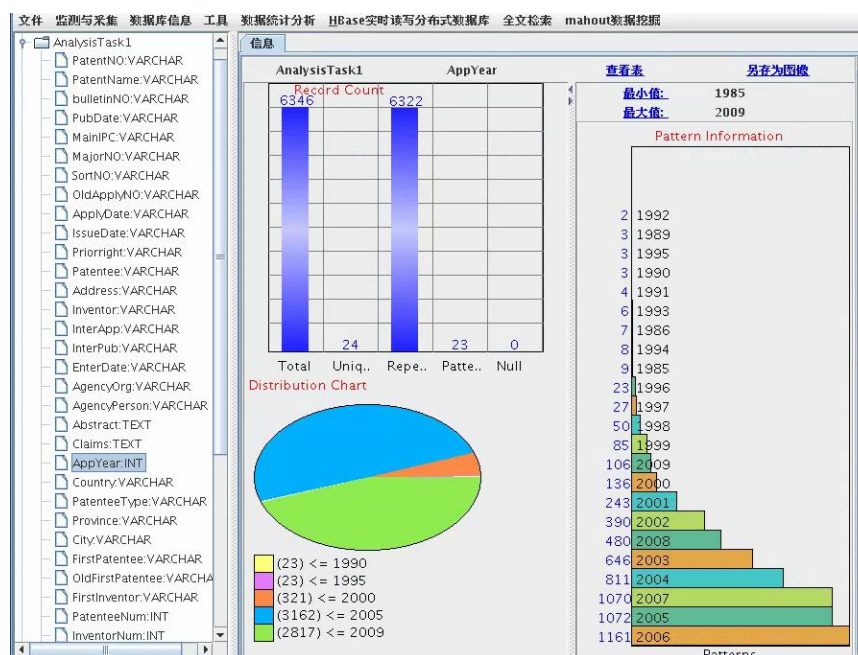 文件 监测与采集 数据库信息 工具 数据统计分析 HBase实时读写分布式数据库 全文检索 mahout数据挖掘
AnalysisTask1
PatentNO:VARCHAR
PatentName:VARCHAR
bulletinNO:VARCHAR
PubDate:VARCHAR
MainIPC:VARCHAR
MajorNO:VARCHAR
SortNO:VARCHAR
OldApplyNO:VARCHAR
ApplyDate:VARCHAR
IssueDate:VARCHAR
Priorright:VARCHAR
Patentee:VARCHAR
Address:VARCHAR
Inventor:VARCHAR
InterApp:VARCHAR
InterPub:VARCHAR
EnterDate:VARCHAR
AgencyOrg:VARCHAR
AgencyPerson:VARCHAR
Abstract:TEXT
Claims:TEXT
AppYear:INT
Country:VARCHAR
PatenteeType:VARCHAR
Province:VARCHAR
City:VARCHAR
FirstPatentee:VARCHAR
OldFirstPatentee:VARCHA
FirstInventor:VARCHAR
PatenteeNum:INT
InventorNum:INT
信息
AnalysisTask1 AppYear
Record Count
6346 6322
24 23 0
Total Uniq.. Repe.. Patte.. Null
Distribution Chart
(23) <= 1990
(23) <= 1995
(321) <= 2000
(3162) <= 2005
(2817) <= 2009
查看表 另存为图像
最小值: 1985
最大值: 2009
Pattern Information
2 1992
3 1989
3 1995
3 1990
4 1991
6 1993
7 1986
8 1994
9 1985
23 1996
27 1997
50 1998
85 1999
106 2009
136 2000
243 2001
390 2002
480 2008
646 2003
811 2004
1070 2007
1072 2005
1161 2006
Patterns